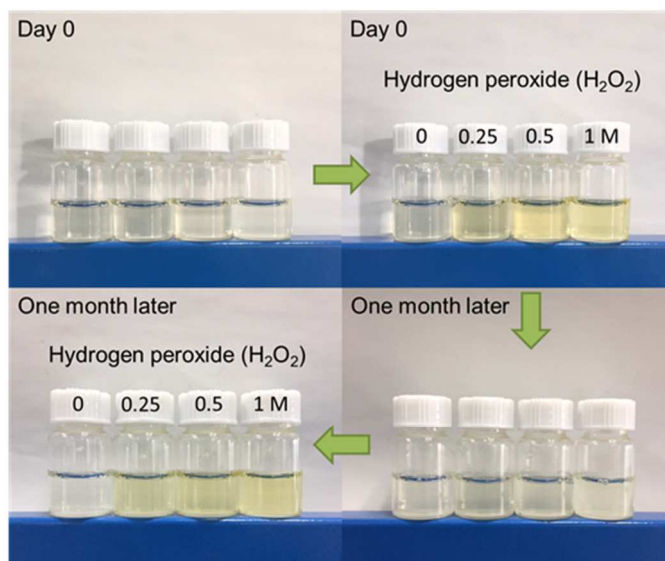 Day 0
Day 0
Hydrogen peroxide (H₂O₂)
0 0.25 0.5 1 M
One month later
Hydrogen peroxide (H₂O₂)
0 0.25 0.5 1 M
One month later